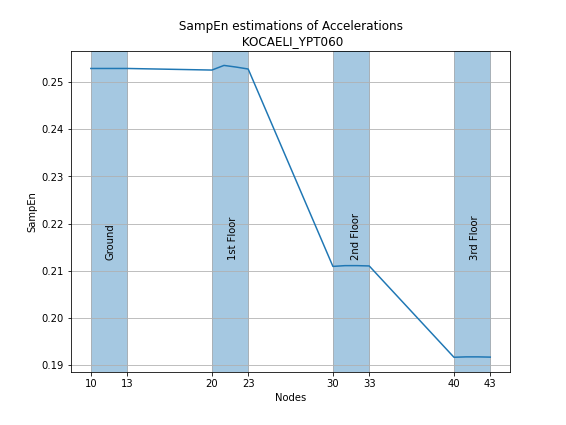 SampEn estimations of Accelerations
KOCAELI_YPT060
0.25
0.24
0.23
0.22
0.21
0.20
0.19
SampEn
Ground
1st Floor
2nd Floor
3rd Floor
10 13 20 23 30 33 40 43
Nodes